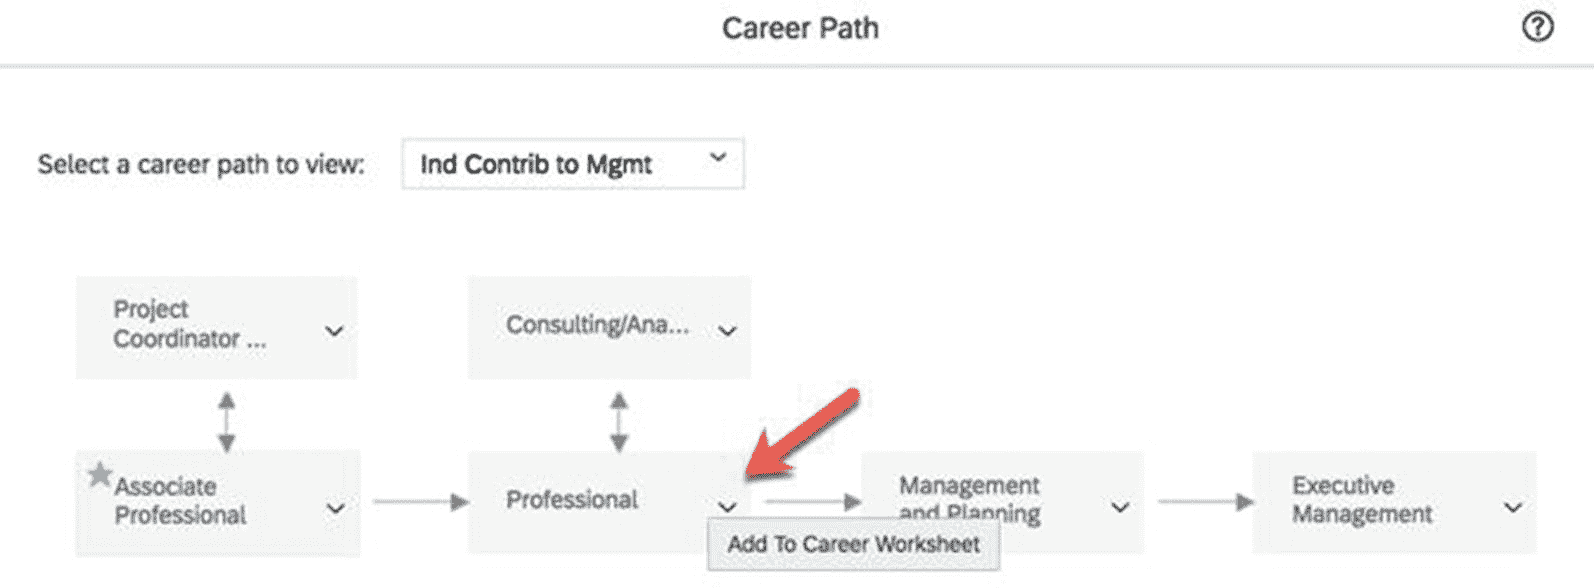 Career Path
?
Select a career path to view:
Ind Contrib to Mgmt
Project
Coordinator ...
Consulting/Ana...
Associate
Professional
Professional
Management
and Planning
Executive
Management
Add To Career Worksheet